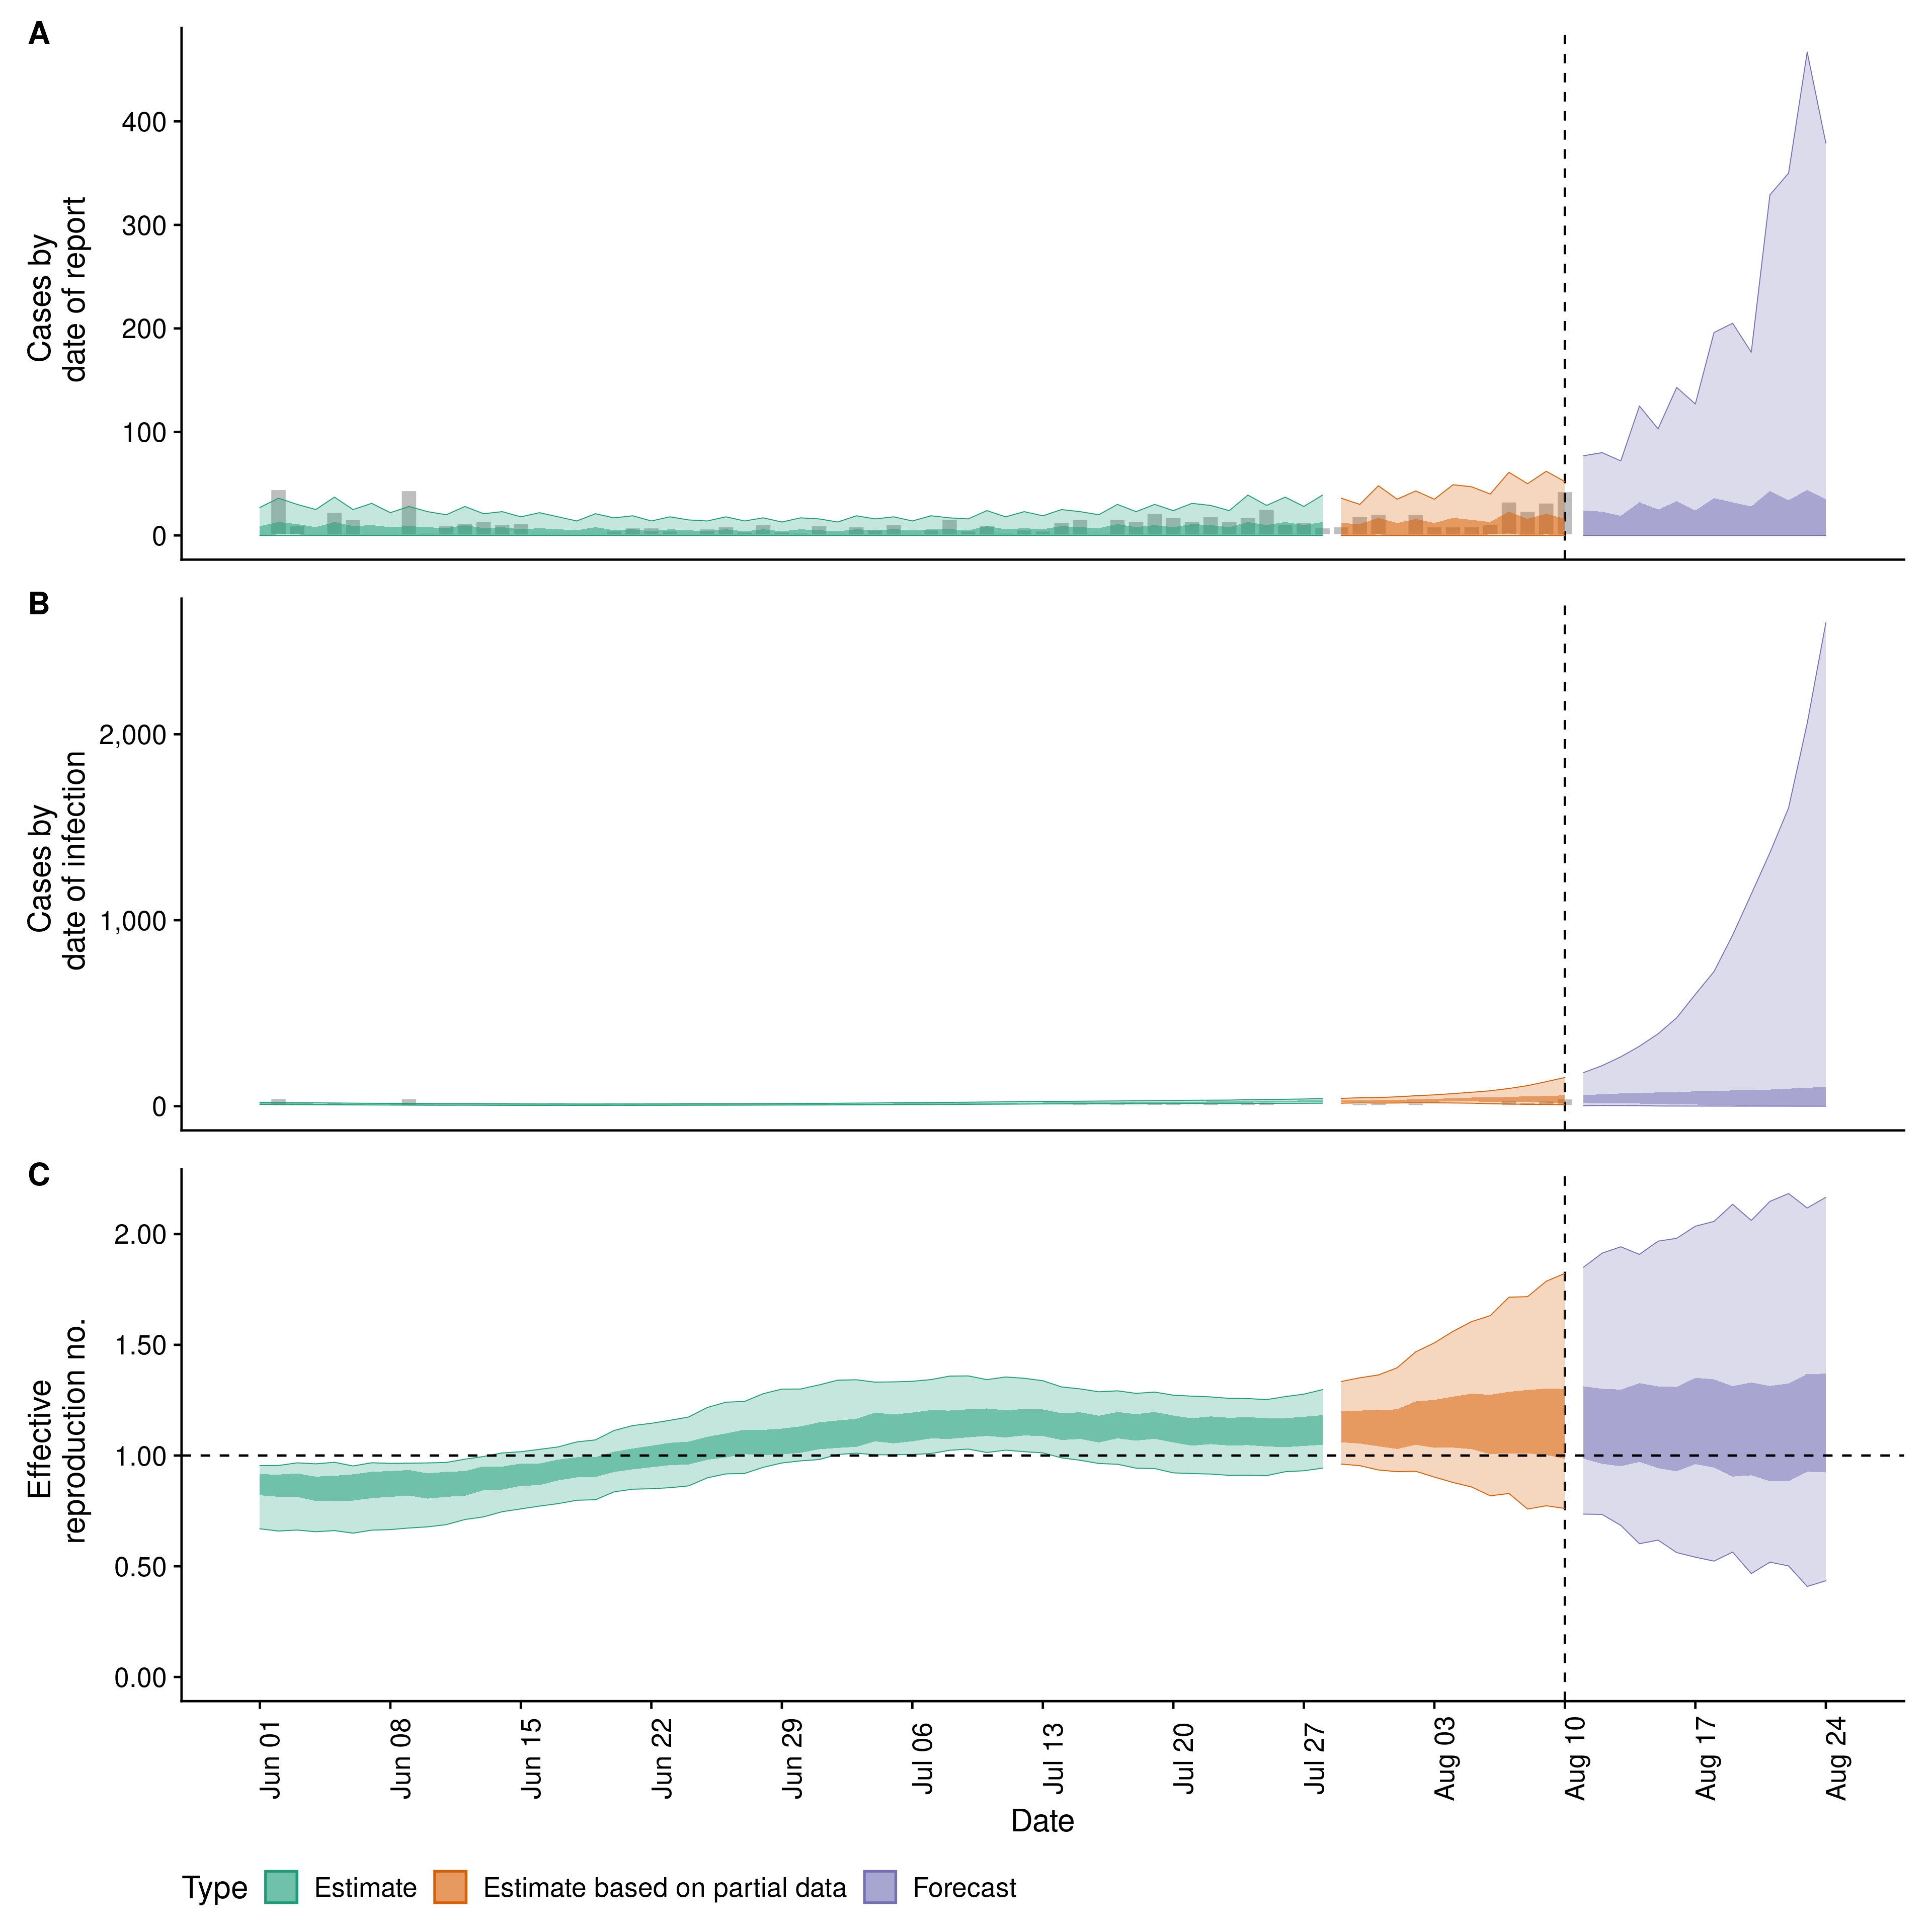 A
Cases by
date of report
400
300
200
100
0
B
Cases by
date of infection
2,000
1,000
0
C
Effective
reproduction no.
2.00
1.50
1.00
0.50
0.00
Jun 01
Jun 08
Jun 15
Jun 22
Jun 29
Jul 06
Jul 13
Jul 20
Jul 27
Aug 03
Aug 10
Aug 17
Aug 24
Date
Type Estimate Estimate based on partial data Forecast